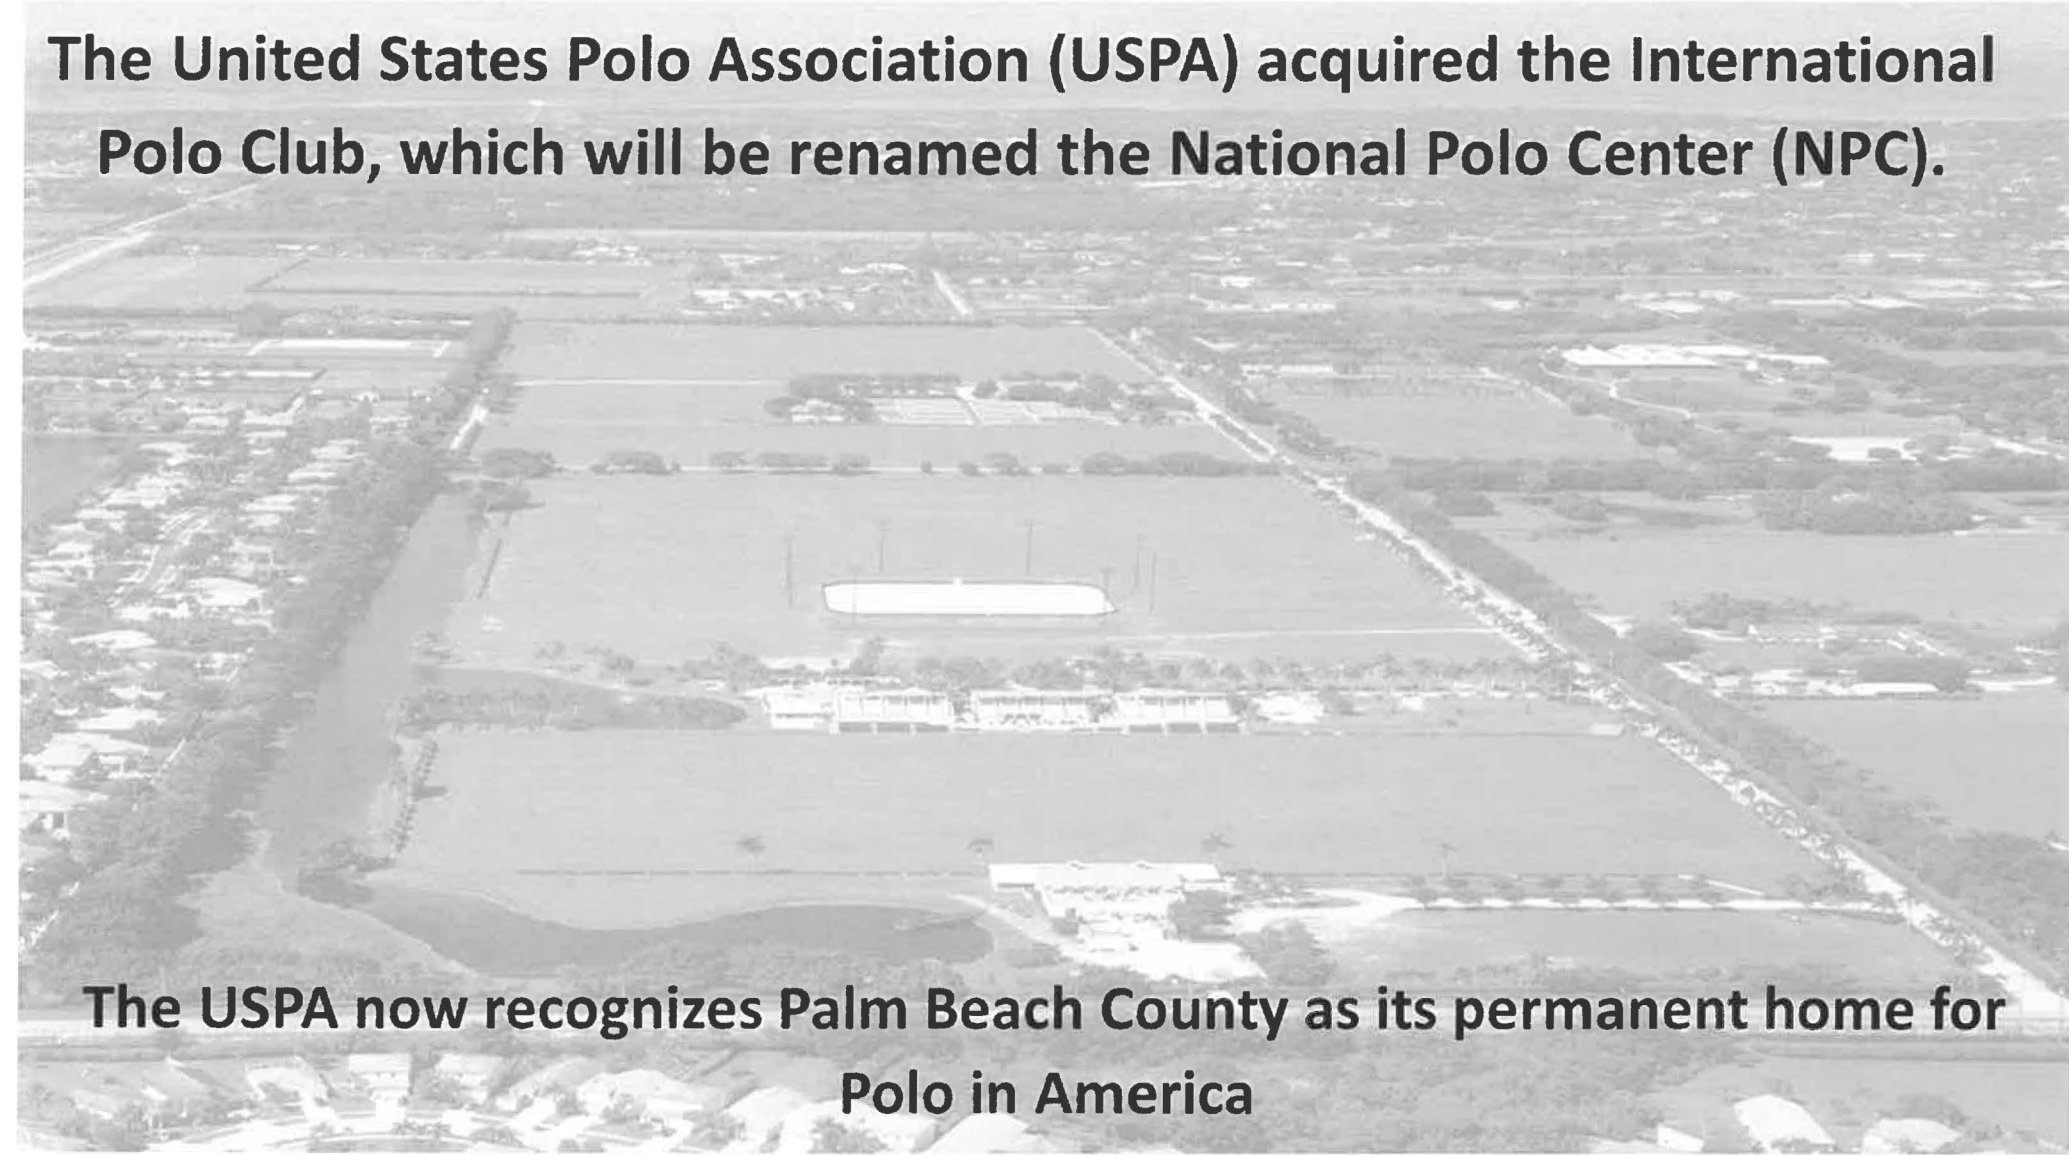 The United States Polo Association (USPA) acquired the International
Polo Club, which will be renamed the National Polo Center (NPC).
The USPA now recognizes Palm Beach County as its permanent home for
Polo in America